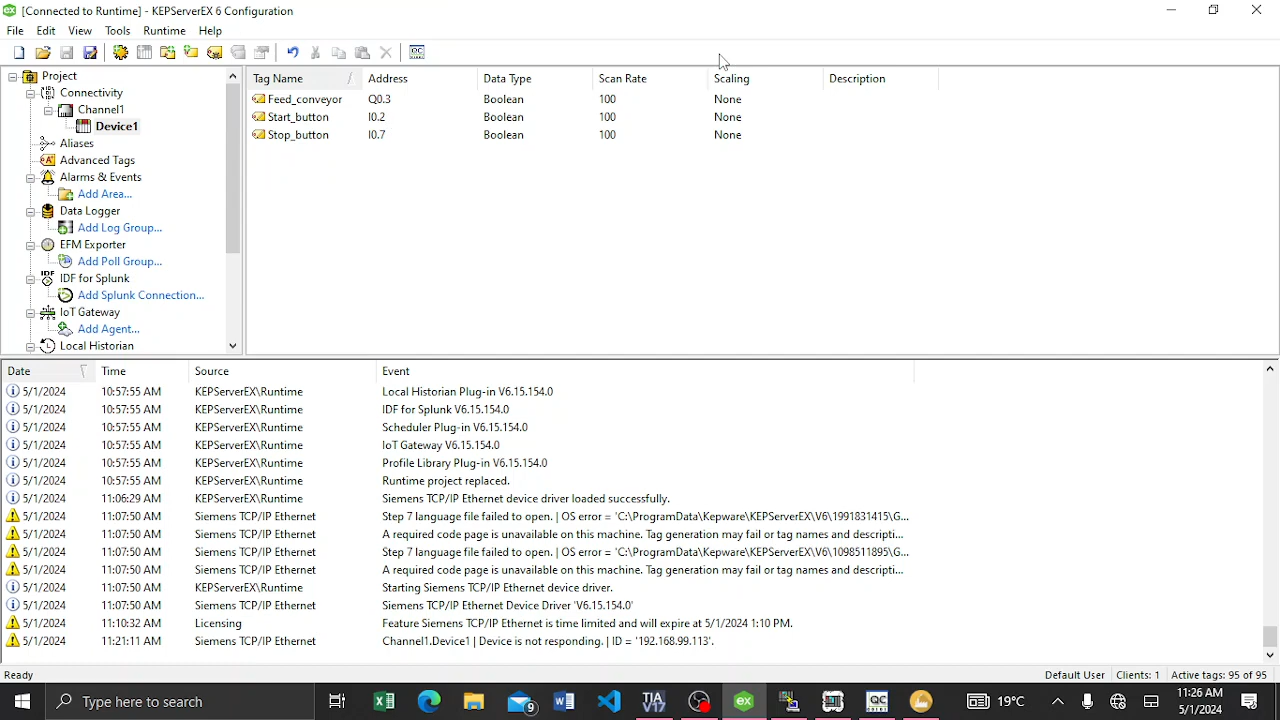 [Connected to Runtime] - KEPServerEX 6 Configuration
File Edit View Tools Runtime Help
Project
Connectivity
Channel1
Device1
Aliases
Advanced Tags
Alarms & Events
Add Area...
Data Logger
Add Log Group...
EFM Exporter
Add Poll Group...
IDF for Splunk
Add Splunk Connection...
IoT Gateway
Add Agent...
Local Historian
Tag Name Address Data Type Scan Rate Scaling Description
Feed_conveyor Q0.3 Boolean 100 None
Start_button I0.2 Boolean 100 None
Stop_button I0.7 Boolean 100 None
Date Time Source Event
5/1/2024 10:57:55 AM KEPServerEX\Runtime Local Historian Plug-in V6.15.154.0
5/1/2024 10:57:55 AM KEPServerEX\Runtime IDF for Splunk V6.15.154.0
5/1/2024 10:57:55 AM KEPServerEX\Runtime Scheduler Plug-in V6.15.154.0
5/1/2024 10:57:55 AM KEPServerEX\Runtime IoT Gateway V6.15.154.0
5/1/2024 10:57:55 AM KEPServerEX\Runtime Profile Library Plug-in V6.15.154.0
5/1/2024 10:57:55 AM KEPServerEX\Runtime Runtime project replaced.
5/1/2024 11:06:29 AM KEPServerEX\Runtime Siemens TCP/IP Ethernet device driver loaded successfully.
5/1/2024 11:07:50 AM Siemens TCP/IP Ethernet Step 7 language file failed to open. | OS error = 'C:\ProgramData\Kepware\KEPServerEX\V6\1991831415\G...
5/1/2024 11:07:50 AM Siemens TCP/IP Ethernet A required code page is unavailable on this machine. Tag generation may fail or tag names and descripti...
5/1/2024 11:07:50 AM Siemens TCP/IP Ethernet Step 7 language file failed to open. | OS error = 'C:\ProgramData\Kepware\KEPServerEX\V6\1098511895\G...
5/1/2024 11:07:50 AM Siemens TCP/IP Ethernet A required code page is unavailable on this machine. Tag generation may fail or tag names and descripti...
5/1/2024 11:07:50 AM KEPServerEX\Runtime Starting Siemens TCP/IP Ethernet device driver.
5/1/2024 11:07:50 AM Siemens TCP/IP Ethernet Siemens TCP/IP Ethernet Device Driver 'V6.15.154.0'
5/1/2024 11:10:32 AM Licensing Feature Siemens TCP/IP Ethernet is time limited and will expire at 5/1/2024 1:10 PM.
5/1/2024 11:21:11 AM Siemens TCP/IP Ethernet Channel1.Device1 | Device is not responding. | ID = '192.168.99.113'.
Ready Default User Clients: 1 Active tags: 95 of 95
Type here to search 19°C 11:26 AM
5/1/2024